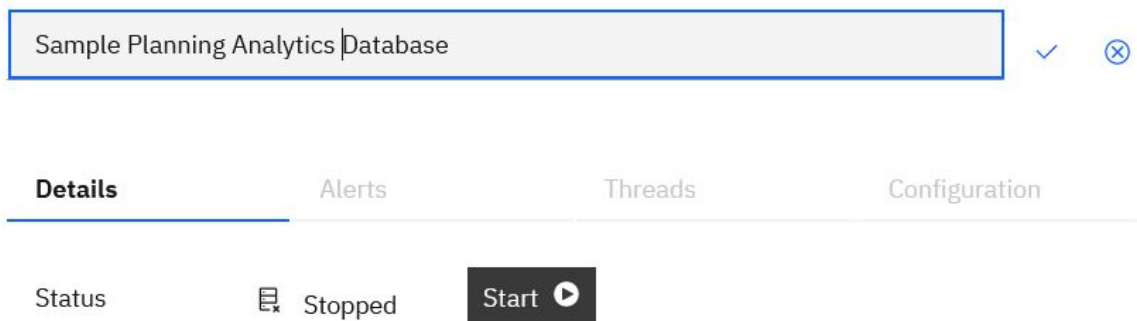 Sample Planning Analytics Database
Details Alerts Threads Configuration
Status Stopped Start